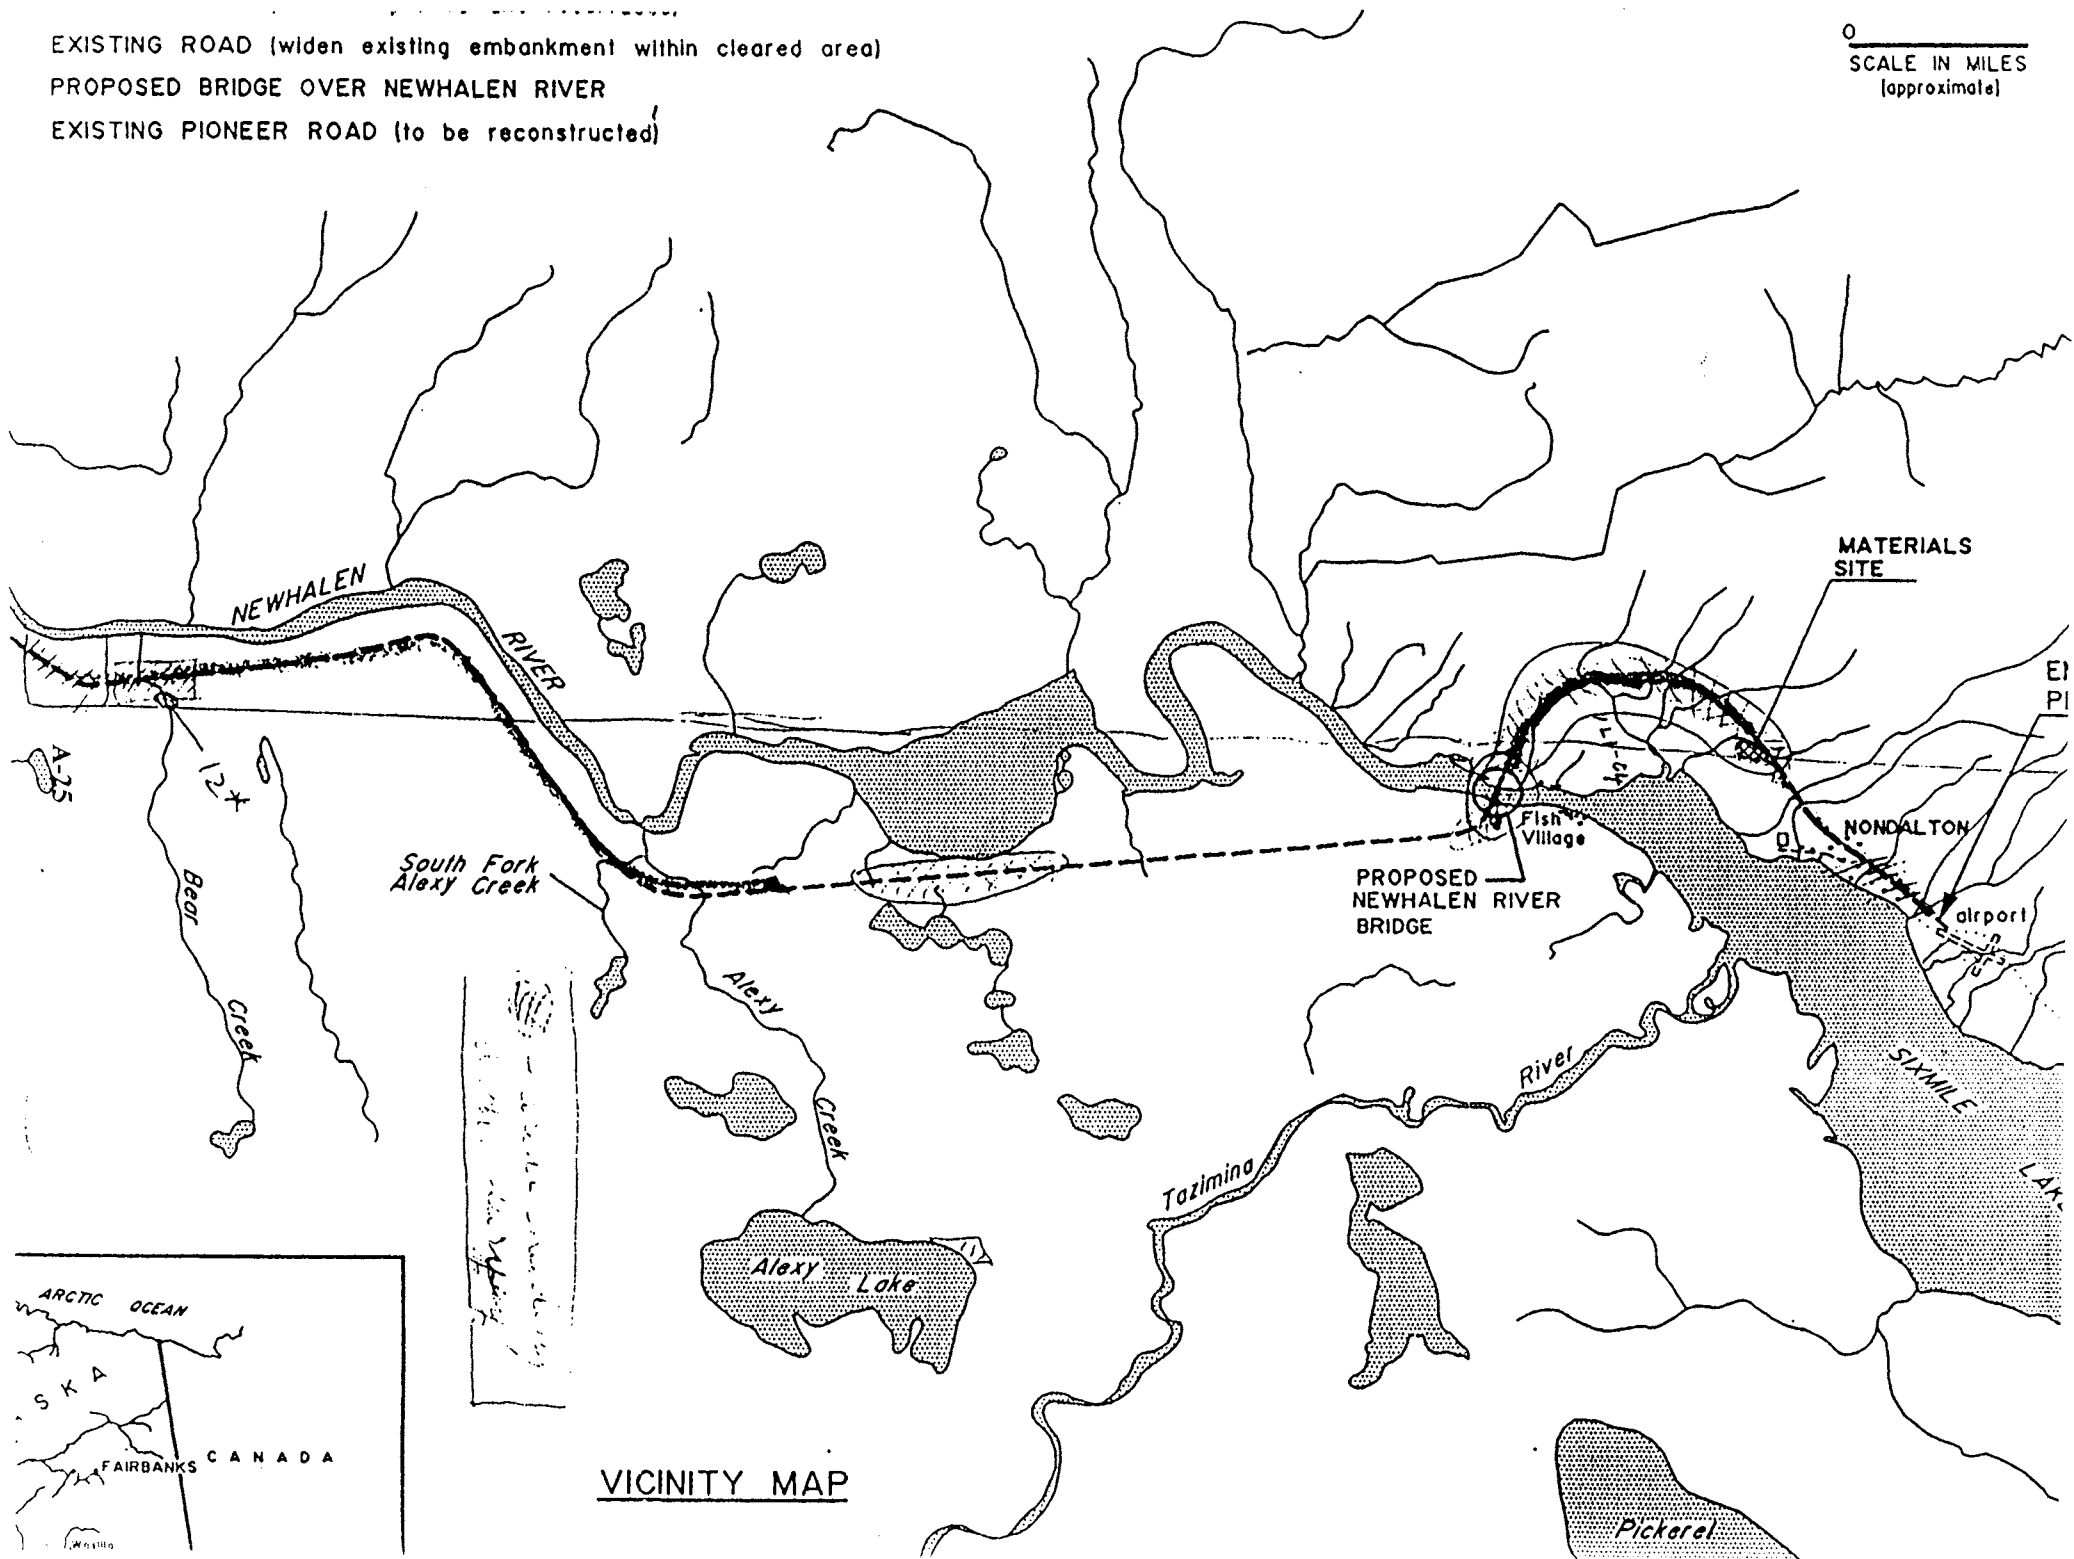 EXISTING ROAD (widen existing embankment within cleared area)
PROPOSED BRIDGE OVER NEWHALEN RIVER
EXISTING PIONEER ROAD (to be reconstructed)
0
SCALE IN MILES
(approximate)
MATERIALS
SITE
NEWHALEN
RIVER
A-25
12*
Bear
Creek
South Fork
Alexy Creek
Alexy
Creek
Alexy
Lake
Fish
Village
PROPOSED
NEWHALEN RIVER
BRIDGE
NONDALTON
airport
SIXMILE
Tazimina
River
Pickerel
ARCTIC OCEAN
SKA
CANADA
FAIRBANKS
VICINITY MAP